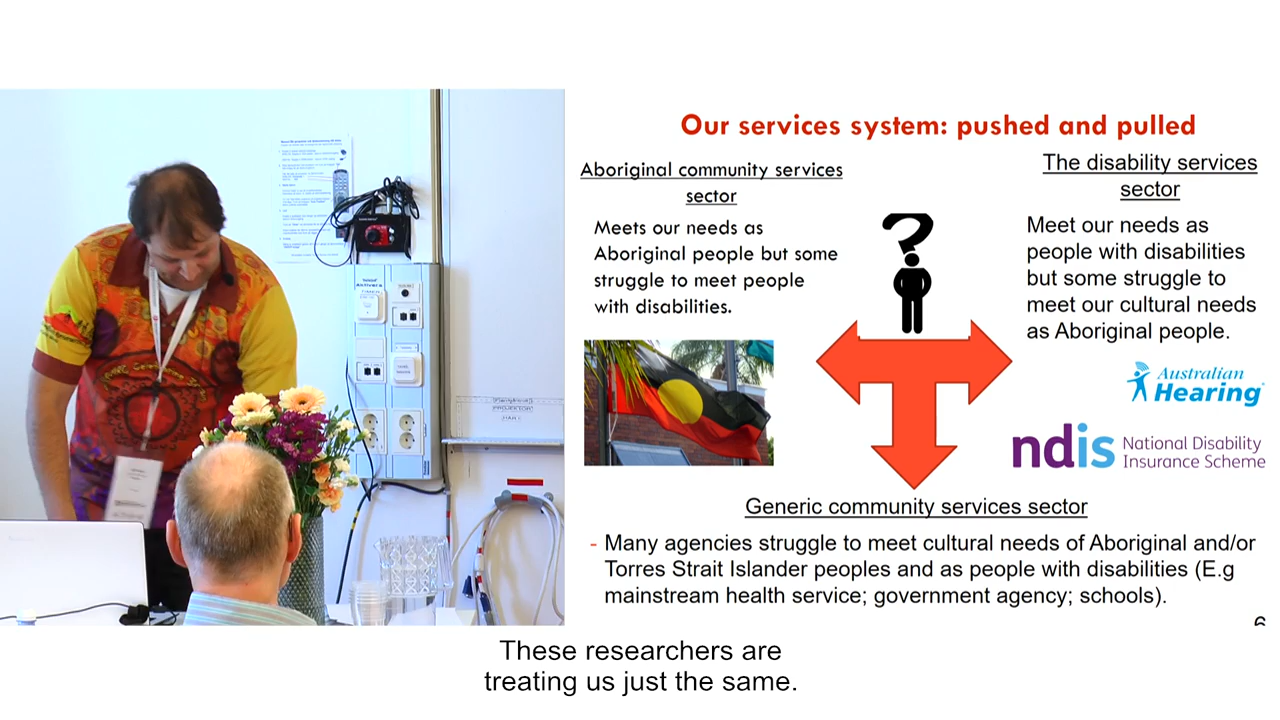 Our services system: pushed and pulled
Aboriginal community services
sector
Meets our needs as
Aboriginal people but some
struggle to meet people
with disabilities.
The disability services
sector
Meet our needs as
people with disabilities
but some struggle to
meet our cultural needs
as Aboriginal people.
Australian
Hearing
ndis National Disability
Insurance Scheme
Generic community services sector
- Many agencies struggle to meet cultural needs of Aboriginal and/or
Torres Strait Islander peoples and as people with disabilities (E.g
mainstream health service; government agency; schools).
6
These researchers are
treating us just the same.